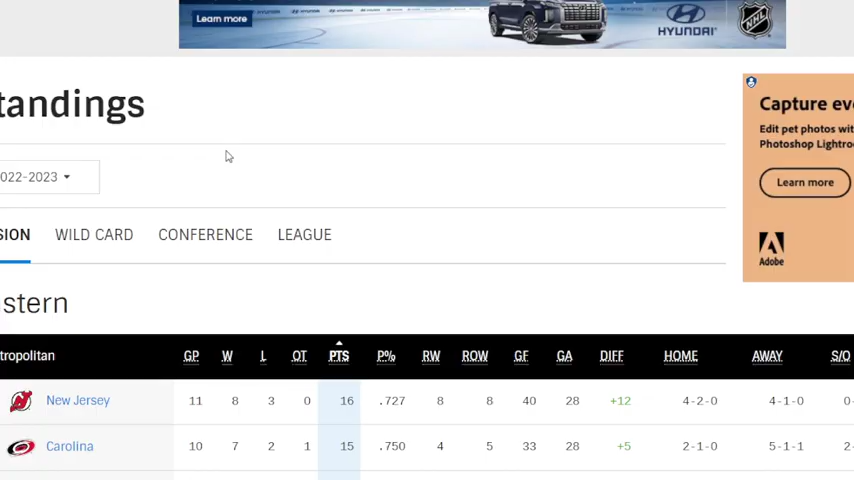 Learn more
HYUNDAI
NHL
tandings
Capture ev
Edit pet photos wit
Photoshop Lightro
Learn more
Adobe
022-2023
SION WILD CARD CONFERENCE LEAGUE
stern
tropolitan GP W L OT PTS P% RW ROW GF GA DIFF HOME AWAY S/O
New Jersey 11 8 3 0 16 .727 8 8 40 28 +12 4-2-0 4-1-0 0-
Carolina 10 7 2 1 15 .750 4 5 33 28 +5 2-1-0 5-1-1 2-